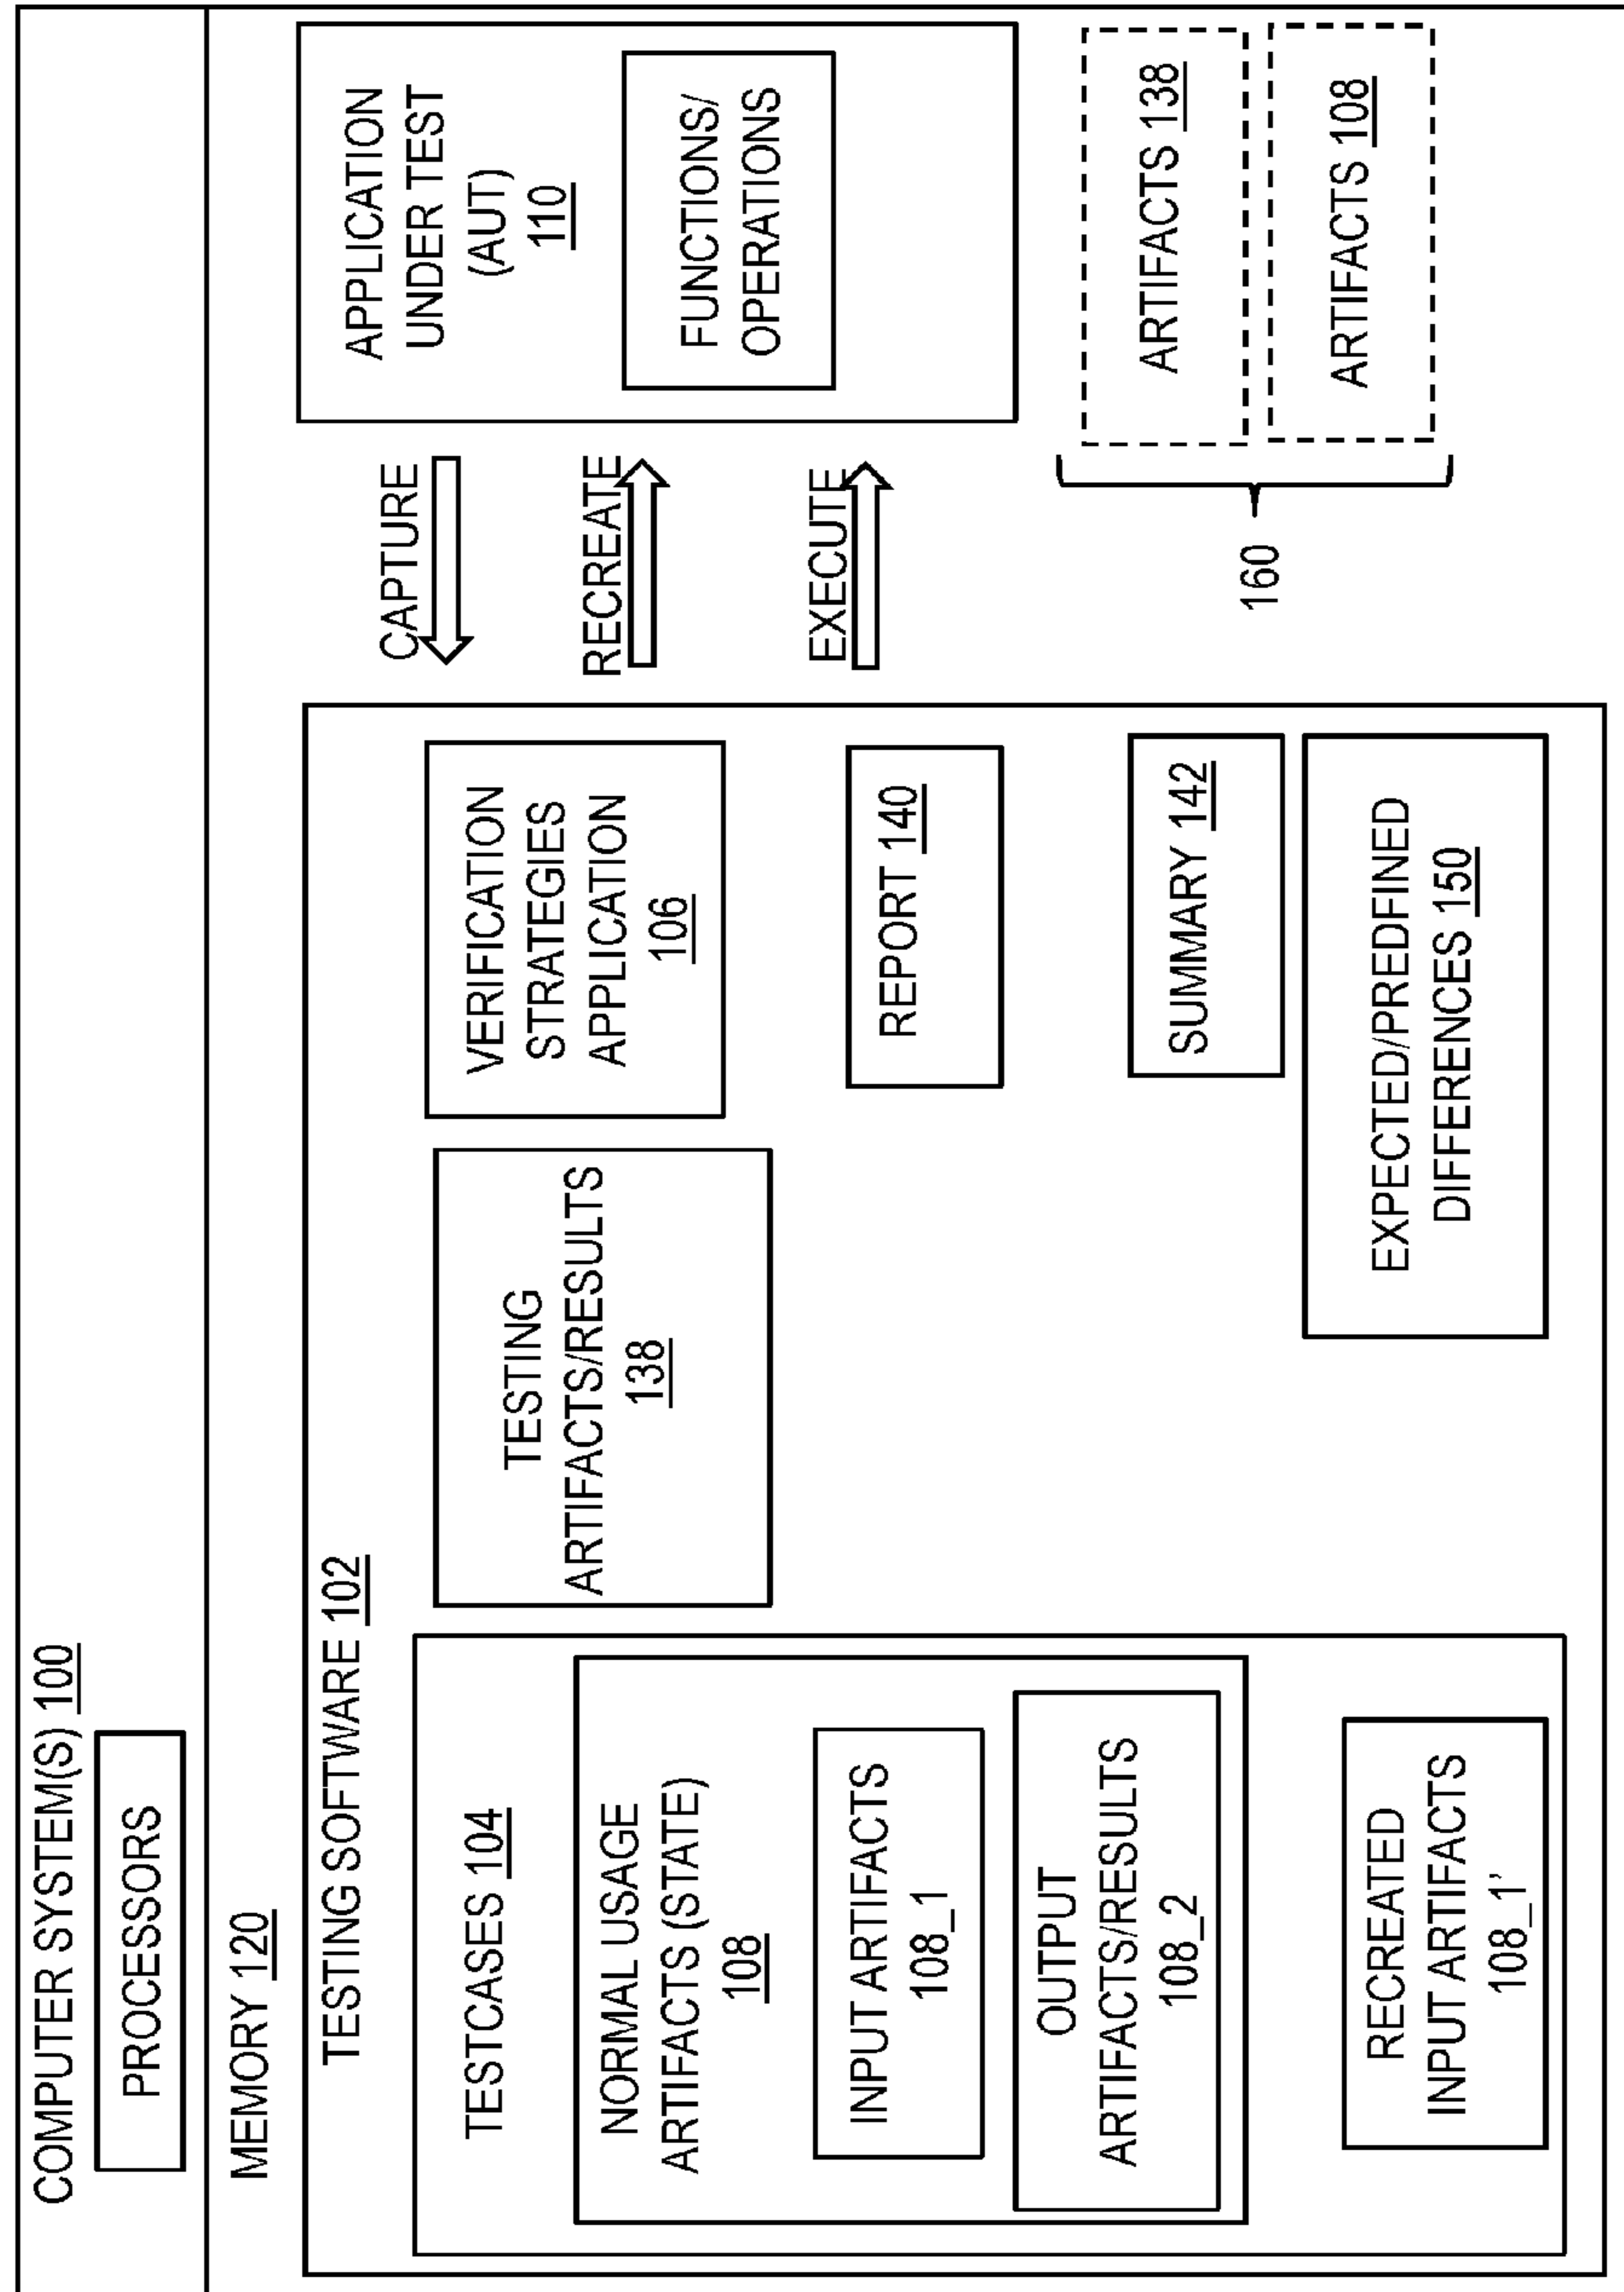 COMPUTER SYSTEM(S) 100
PROCESSORS
MEMORY 120
TESTING SOFTWARE 102
TESTCASES 104
NORMAL USAGE
ARTIFACTS (STATE)
108
INPUT ARTIFACTS
108_1
OUTPUT
ARTIFACTS/RESULTS
108_2
RECREATED
INPUT ARTIFACTS
108_1’
TESTING
ARTIFACTS/RESULTS
138
VERIFICATION
STRATEGIES
APPLICATION
106
REPORT 140
SUMMARY 142
EXPECTED/PREDFINED
DIFFERENCES 150
CAPTURE
RECREATE
EXECUTE
160
APPLICATION
UNDER TEST
(AUT)
110
FUNCTIONS/
OPERATIONS
ARTIFACTS 138
ARTIFACTS 108